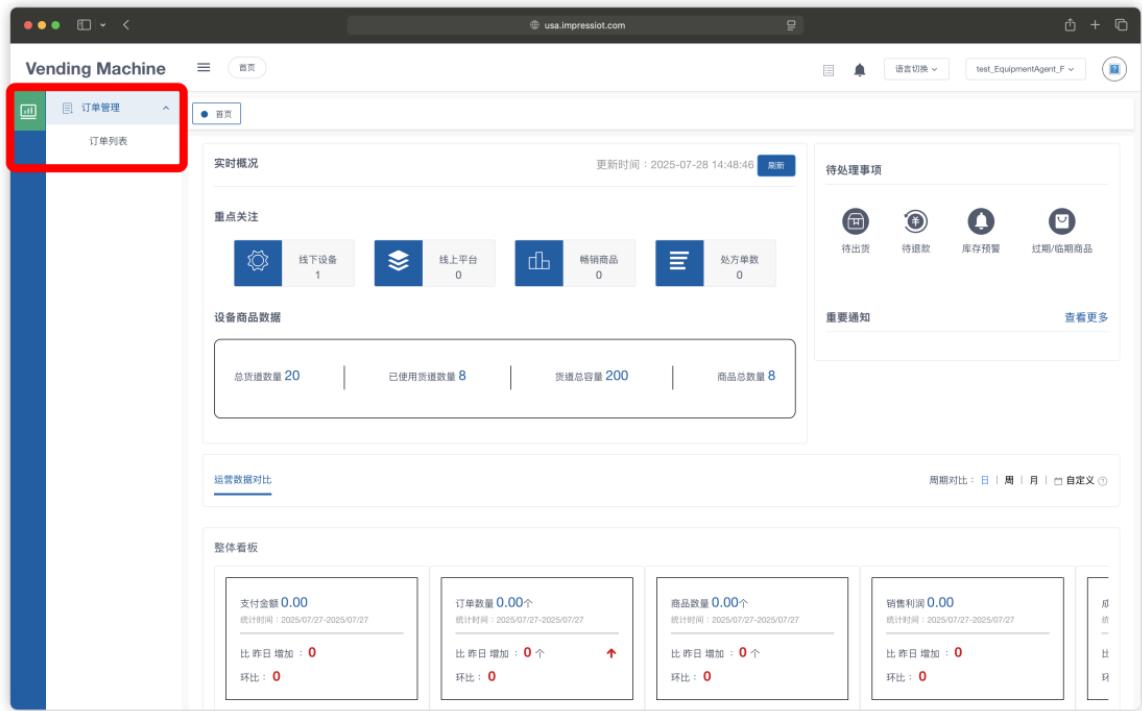 usa.impressiot.com
Vending Machine
首页
语言切换
test_EquipmentAgent_F
订单管理
订单列表
首页
实时概况
更新时间：2025-07-28 14:48:46
刷新
重点关注
线下设备
1
线上平台
0
畅销商品
0
处方单数
0
设备商品数据
总货道数量 20
已使用货道数量 8
货道总容量 200
商品总数量 8
待处理事项
待出货
待退款
库存预警
过期/临期商品
重要通知
查看更多
运营数据对比
周期对比： 日 | 周 | 月 | 自定义
整体看板
支付金额 0.00
统计时间：2025/07/27-2025/07/27
比 昨日 增加 ： 0
环比： 0
订单数量 0.00个
统计时间：2025/07/27-2025/07/27
比 昨日 增加 ： 0 个
环比： 0
商品数量 0.00个
统计时间：2025/07/27-2025/07/27
比 昨日 增加 ： 0 个
环比： 0
销售利润 0.00
统计时间：2025/07/27-2025/07/27
比 昨日 增加 ： 0
环比： 0